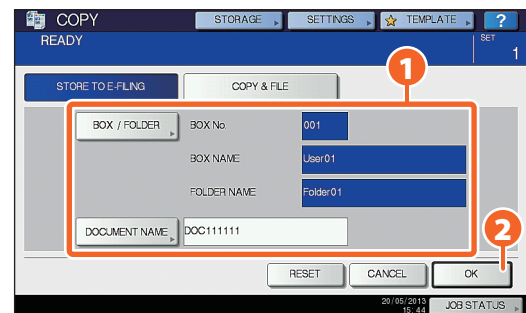 COPY STORAGE SETTINGS TEMPLATE ?
READY SET
1
1
STORE TO E-FILING COPY & FILE
BOX / FOLDER BOX No. 001
BOX NAME User01
FOLDER NAME Folder01
DOCUMENT NAME DOC111111
2
RESET CANCEL OK
20/05/2013
15:44 JOB STATUS